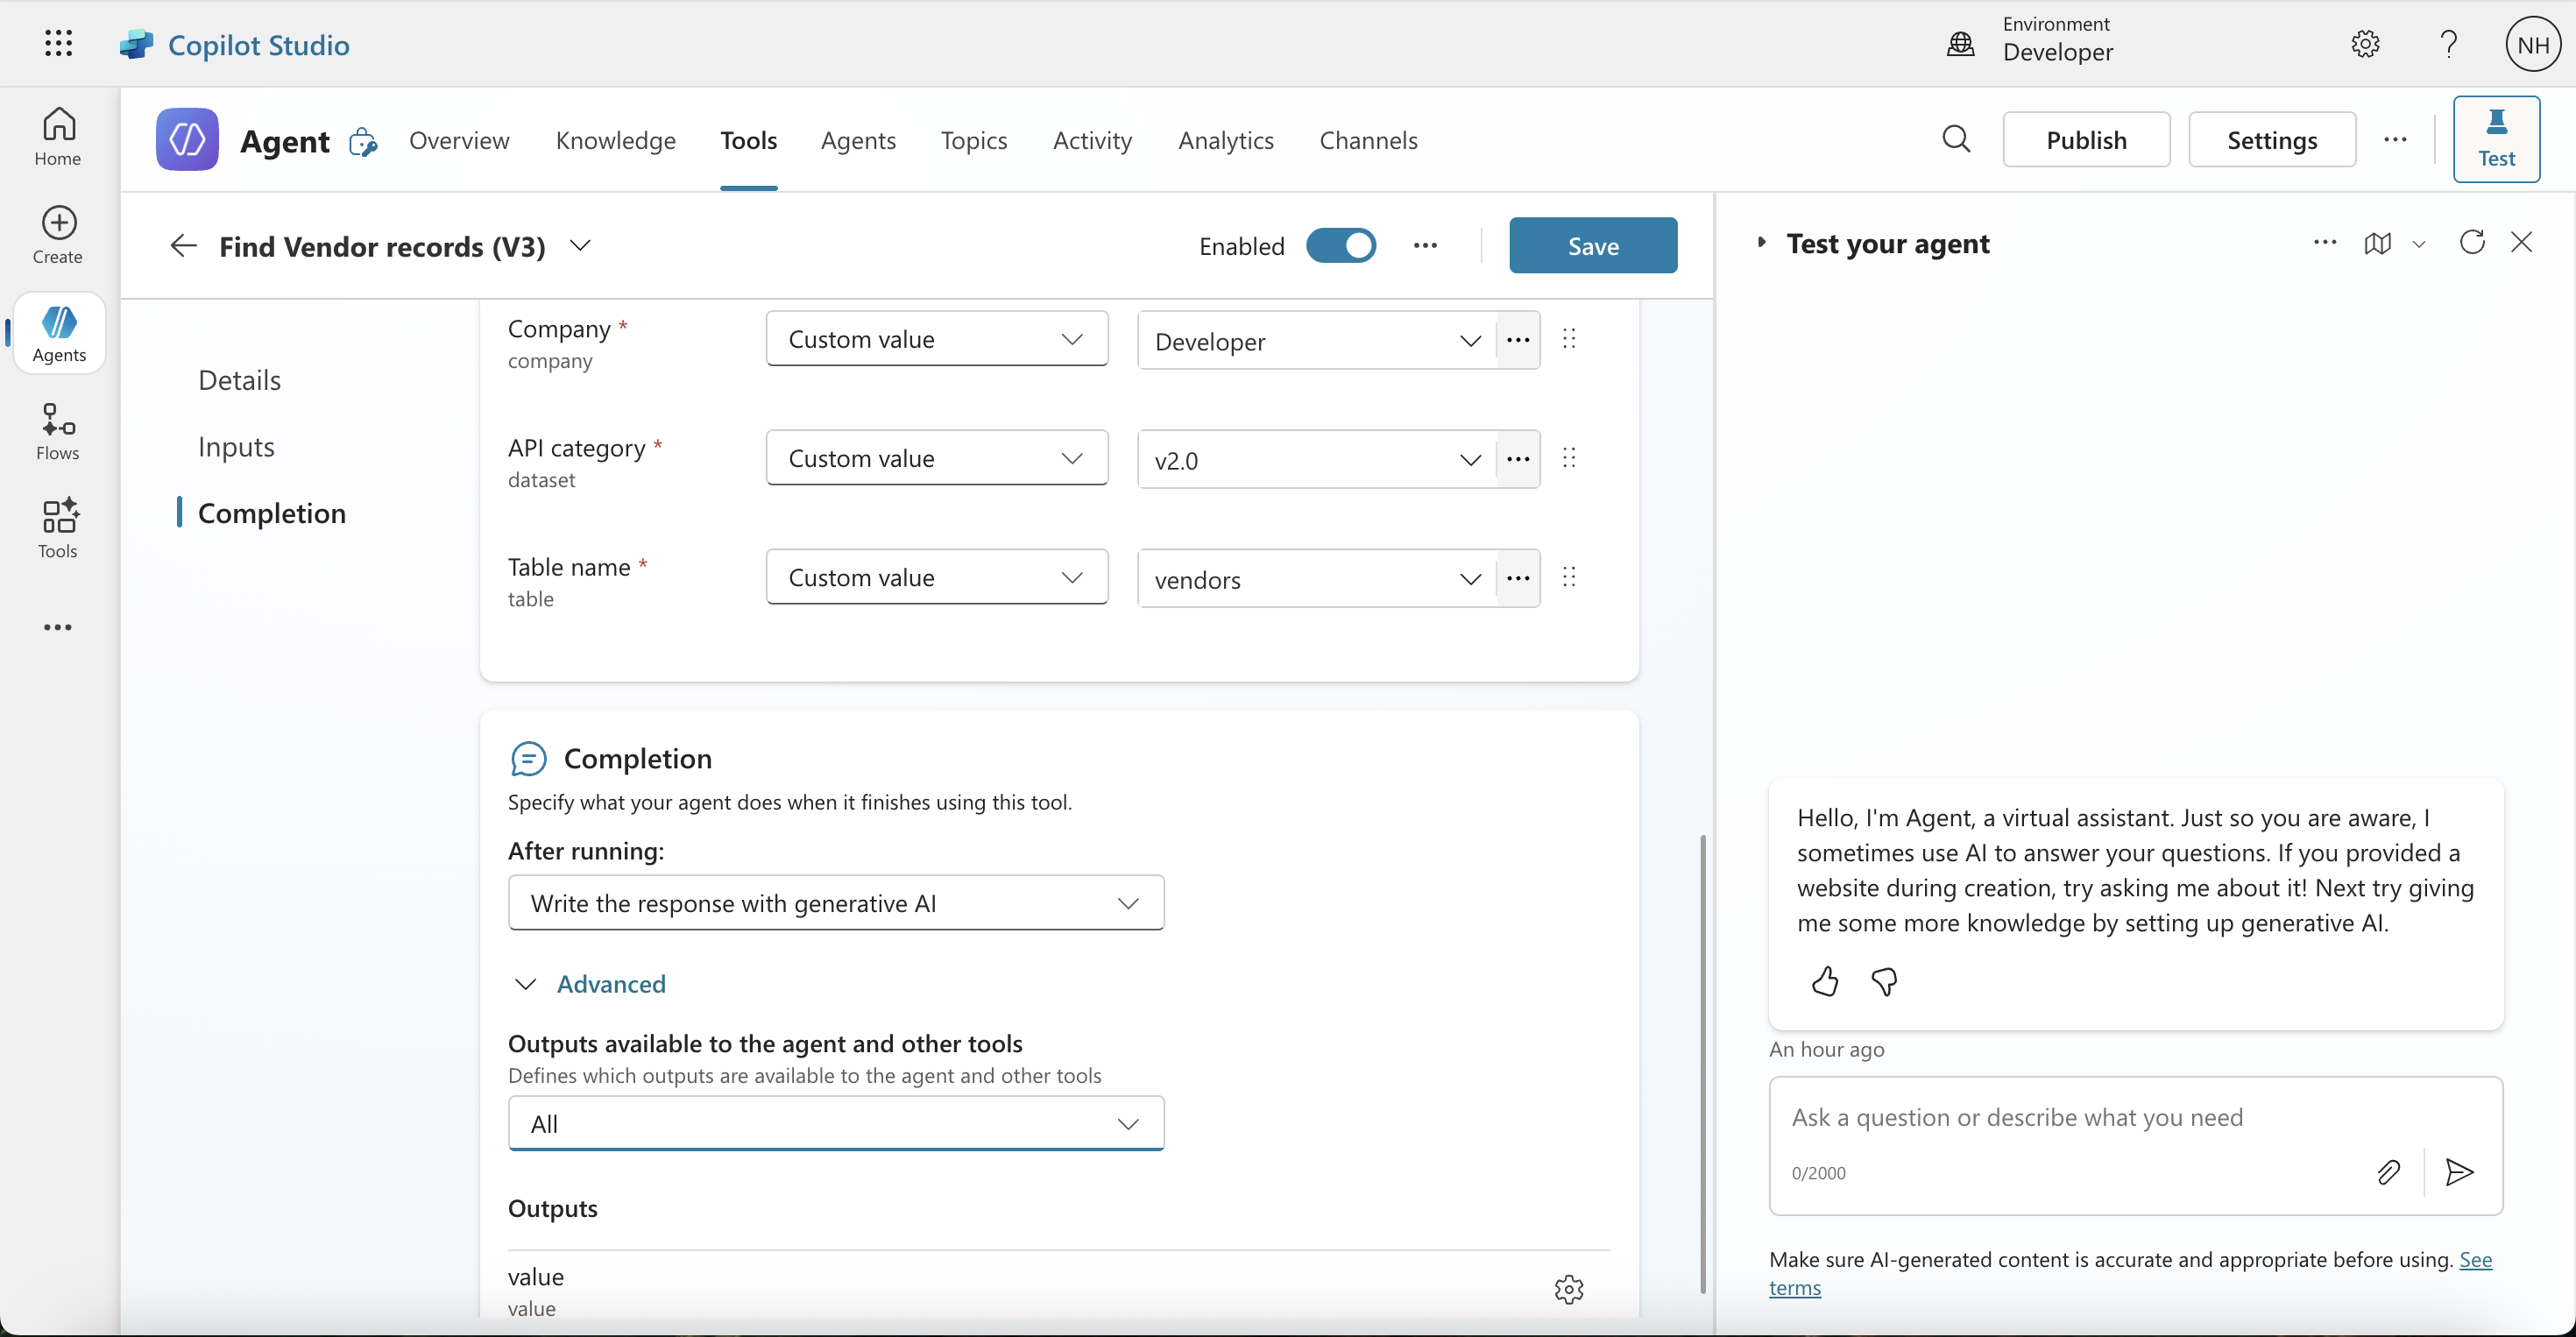 Copilot Studio
Environment
Developer
NH
Home
Create
Agents
Flows
Tools
Agent
Overview
Knowledge
Tools
Agents
Topics
Activity
Analytics
Channels
Publish
Settings
Test
Find Vendor records (V3)
Enabled
Save
Details
Inputs
Completion
Company *
company
Custom value
Developer
API category *
dataset
Custom value
v2.0
Table name *
table
Custom value
vendors
Completion
Specify what your agent does when it finishes using this tool.
After running:
Write the response with generative AI
Advanced
Outputs available to the agent and other tools
Defines which outputs are available to the agent and other tools
All
Outputs
value
value
Test your agent
Hello, I'm Agent, a virtual assistant. Just so you are aware, I
sometimes use AI to answer your questions. If you provided a
website during creation, try asking me about it! Next try giving
me some more knowledge by setting up generative AI.
An hour ago
Ask a question or describe what you need
0/2000
Make sure AI-generated content is accurate and appropriate before using. See
terms